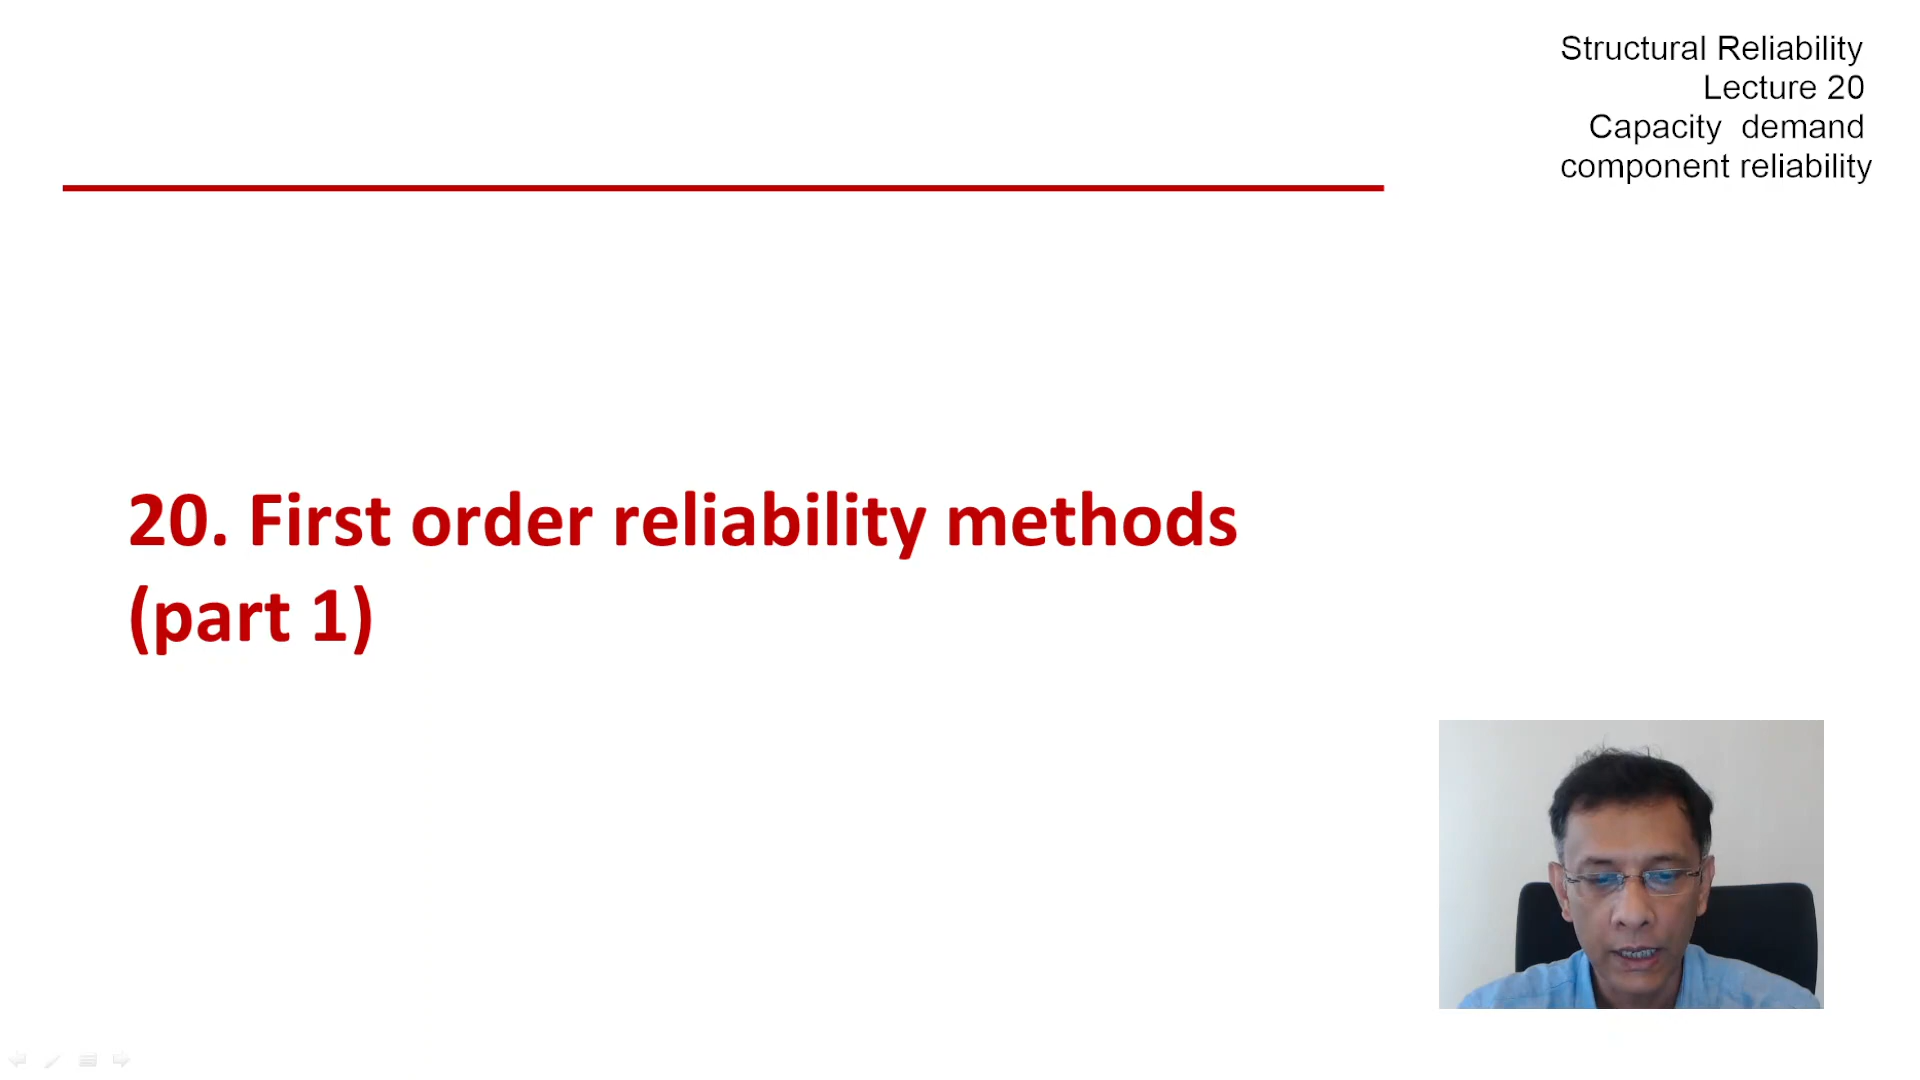 Structural Reliability
Lecture 20
Capacity demand
component reliability
20. First order reliability methods
(part 1)